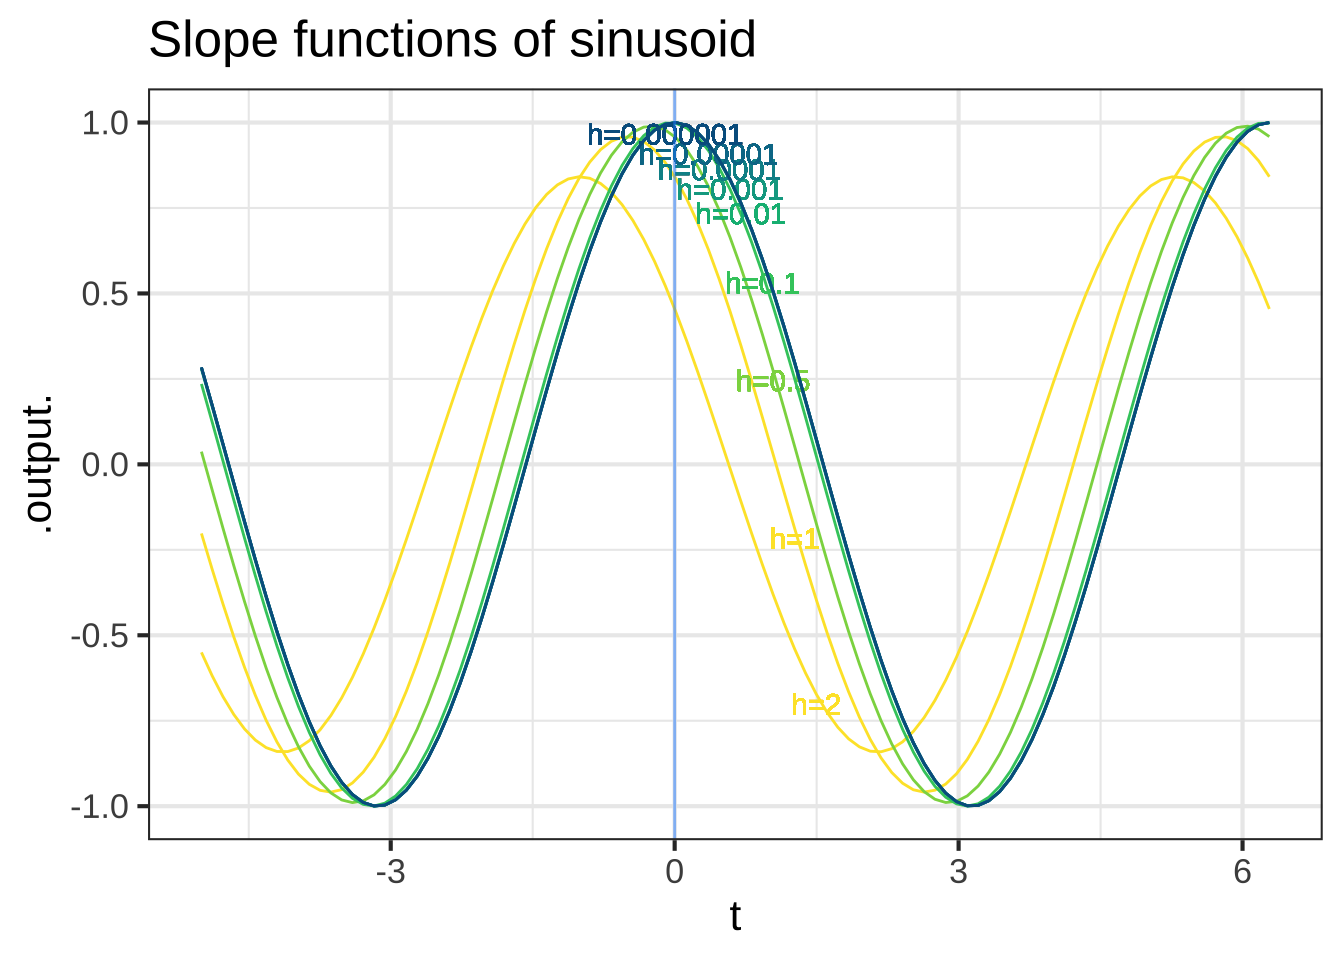 Slope functions of sinusoid
1.0
0.5
0.0
-0.5
-1.0
.output.
h=0.000001
h=0.00001
h=0.0001
h=0.001
h=0.01
h=0.1
h=0.5
h=1
h=2
-3
0
3
6
t